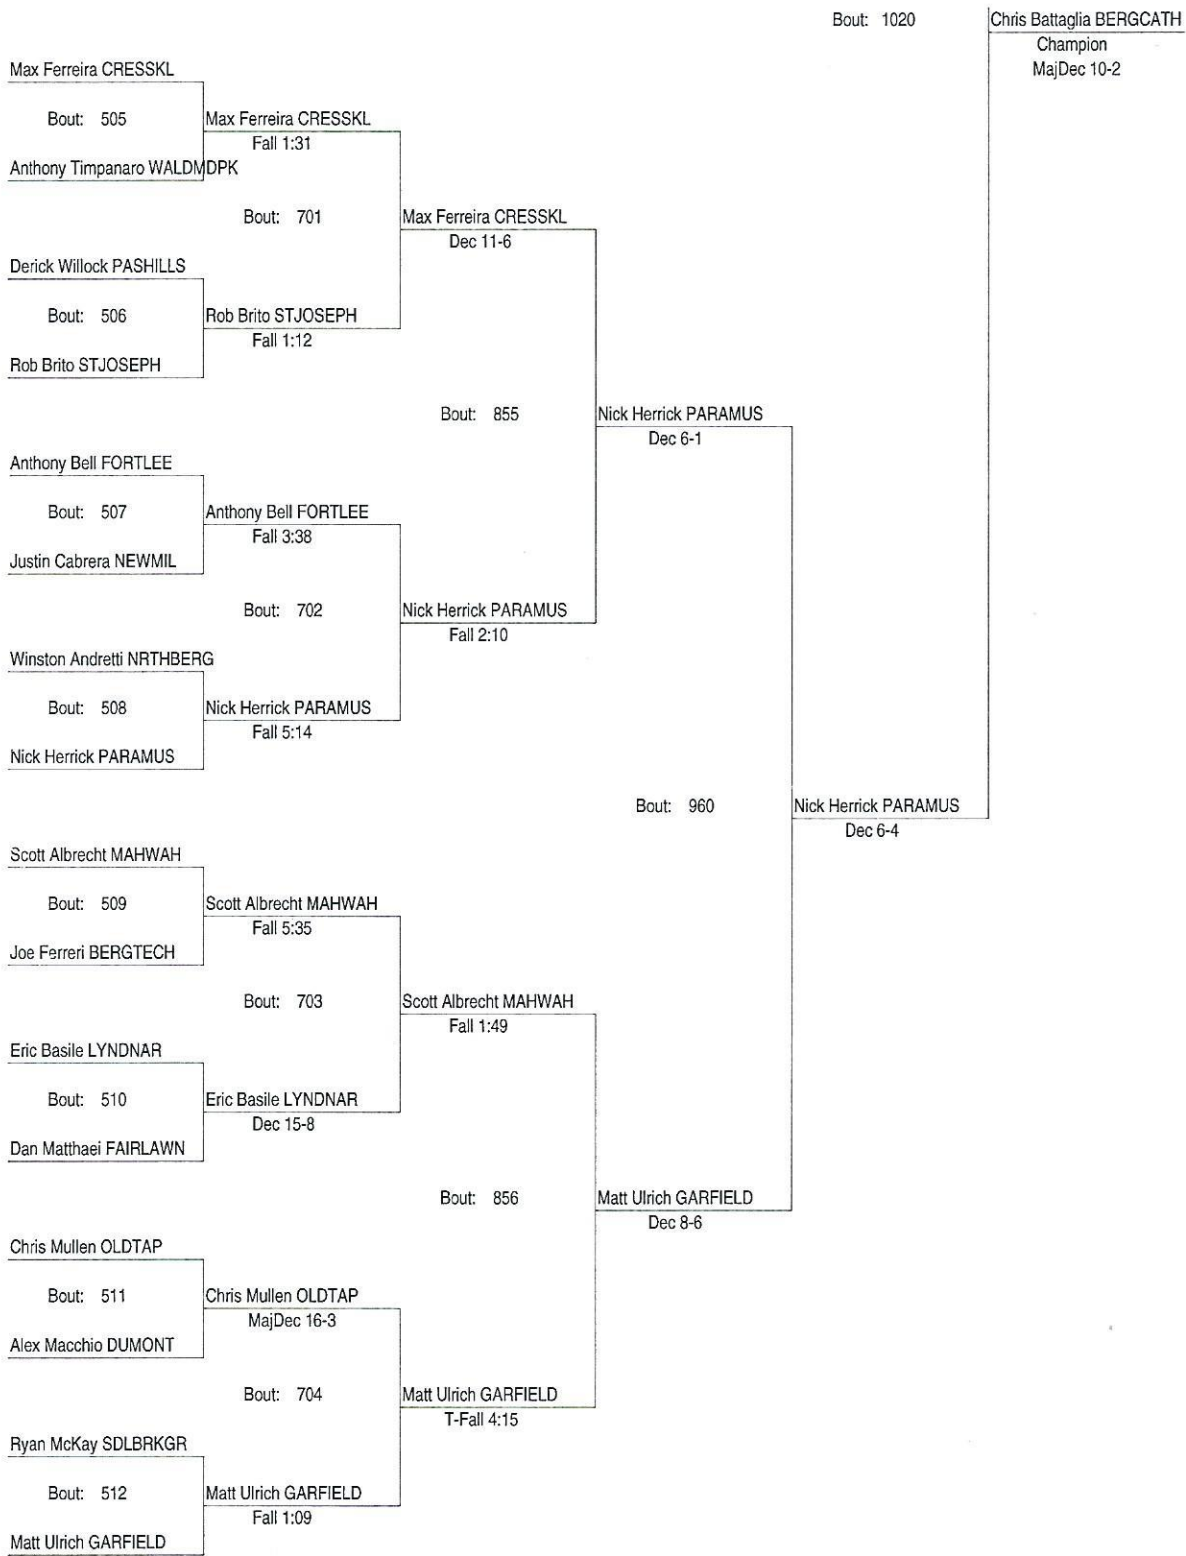 Bout: 1020 Chris Battaglia BERGCATH
Champion
MajDec 10-2
Max Ferreira CRESSKL
Bout: 505 Max Ferreira CRESSKL
Fall 1:31
Anthony Timpanaro WALDMDPK
Bout: 701 Max Ferreira CRESSKL
Dec 11-6
Derick Willock PASHILLS
Bout: 506 Rob Brito STJOSEPH
Fall 1:12
Rob Brito STJOSEPH
Bout: 855 Nick Herrick PARAMUS
Dec 6-1
Anthony Bell FORTLEE
Bout: 507 Anthony Bell FORTLEE
Fall 3:38
Justin Cabrera NEWMIL
Bout: 702 Nick Herrick PARAMUS
Fall 2:10
Winston Andretti NRTHBERG
Bout: 508 Nick Herrick PARAMUS
Fall 5:14
Nick Herrick PARAMUS
Bout: 960 Nick Herrick PARAMUS
Dec 6-4
Scott Albrecht MAHWAH
Bout: 509 Scott Albrecht MAHWAH
Fall 5:35
Joe Ferreri BERGTECH
Bout: 703 Scott Albrecht MAHWAH
Fall 1:49
Eric Basile LYNDNAR
Bout: 510 Eric Basile LYNDNAR
Dec 15-8
Dan Matthaei FAIRLAWN
Bout: 856 Matt Ulrich GARFIELD
Dec 8-6
Chris Mullen OLDTAP
Bout: 511 Chris Mullen OLDTAP
MajDec 16-3
Alex Macchio DUMONT
Bout: 704 Matt Ulrich GARFIELD
T-Fall 4:15
Ryan McKay SDLBRKGR
Bout: 512 Matt Ulrich GARFIELD
Fall 1:09
Matt Ulrich GARFIELD